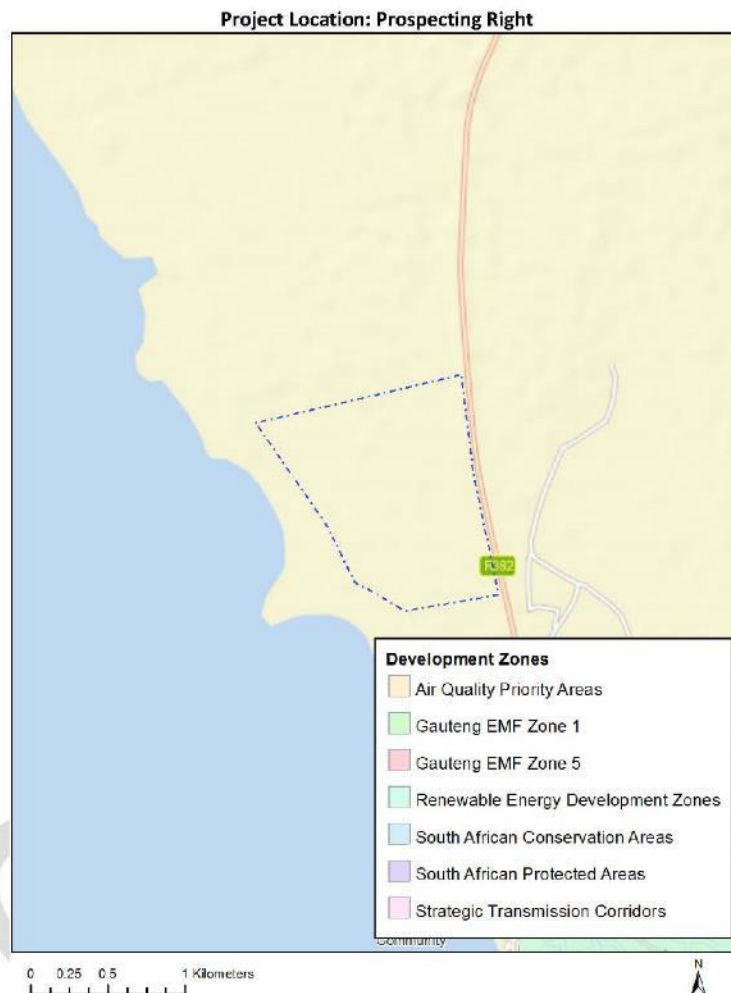 Project Location: Prospecting Right
R382
Development Zones
Air Quality Priority Areas
Gauteng EMF Zone 1
Gauteng EMF Zone 5
Renewable Energy Development Zones
South African Conservation Areas
South African Protected Areas
Strategic Transmission Corridors
Community
0 0.25 0.5 1 Kilometers
N